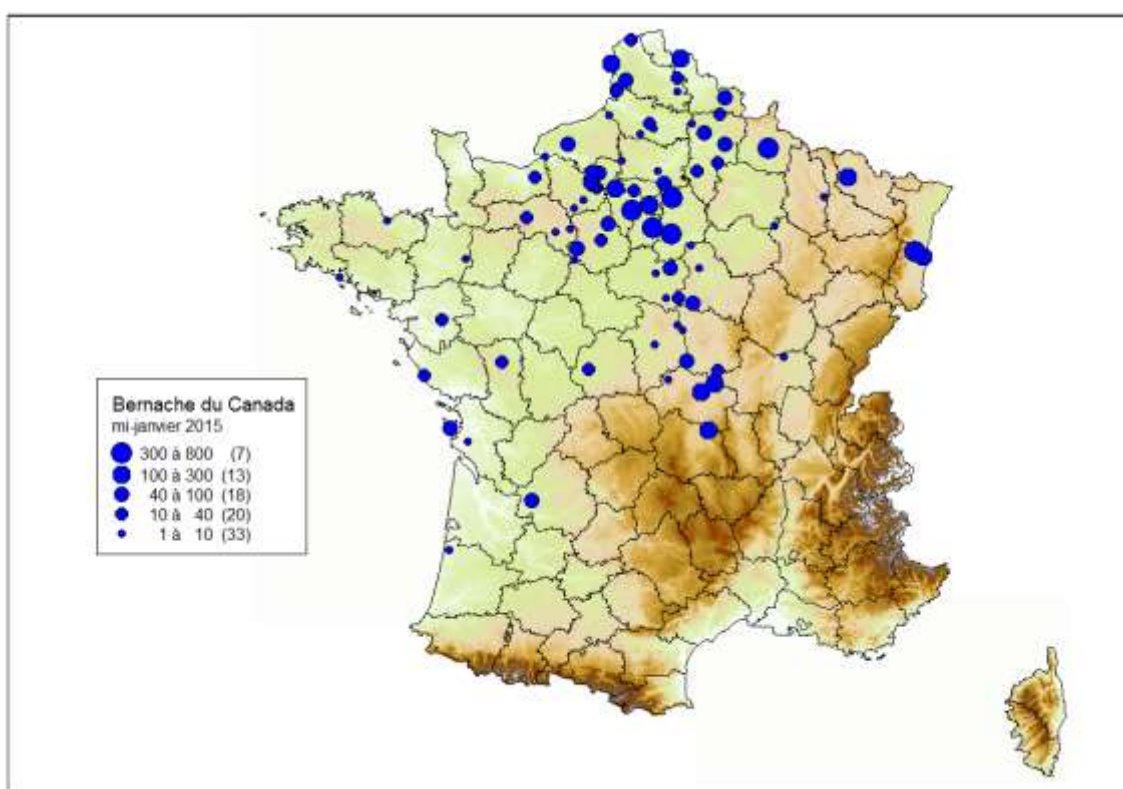 Bernache du Canada
mi-janvier 2015
300 à 800 (7)
100 à 300 (13)
40 à 100 (18)
10 à 40 (20)
1 à 10 (33)